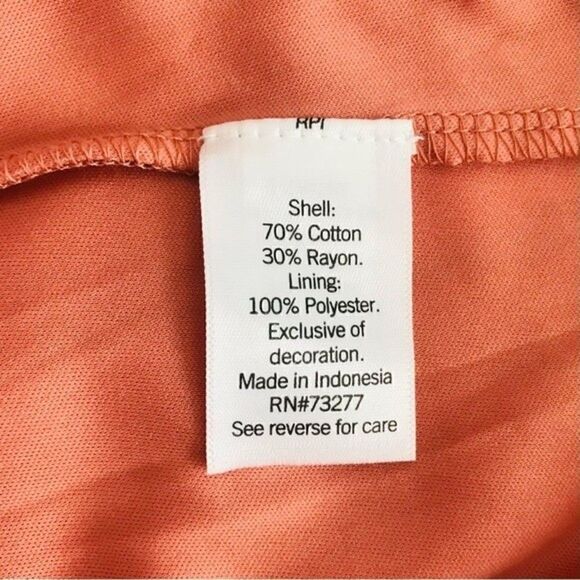 Shell:
70% Cotton
30% Rayon.
Lining:
100% Polyester.
Exclusive of
decoration.
Made in Indonesia
RN#73277
See reverse for care